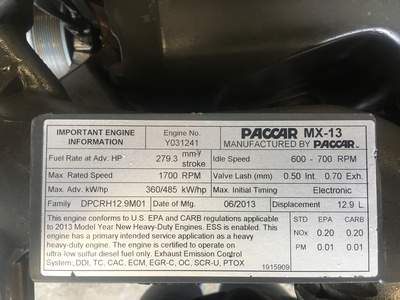 IMPORTANT ENGINE INFORMATION
Engine No. Y031241
PACCAR MX-13
MANUFACTURED BY PACCAR
Fuel Rate at Adv. HP 279.3 mm³/stroke
Idle Speed 600 - 700 RPM
Max. Rated Speed 1700 RPM
Valve Lash (mm) 0.50 Int. 0.70 Exh.
Max. Adv. kW/hp 360/485 kW/hp
Max. Initial Timing Electronic
Family DPCRH12.9M01
Date of Mfg. 06/2013
Displacement 12.9 L
This engine conforms to U.S. EPA and CARB regulations applicable
to 2013 Model Year New Heavy-Duty Engines. ESS is enabled. This
engine has a primary intended service application as a heavy
heavy-duty engine. The engine is certified to operate on
ultra-low sulfur diesel fuel only. Exhaust Emission Control
System: DDI, TC, CAC, ECM, EGR-C, OC, SCR-U, PTOX
1915909
STD EPA CARB
NOx 0.20 0.20
PM 0.01 0.01